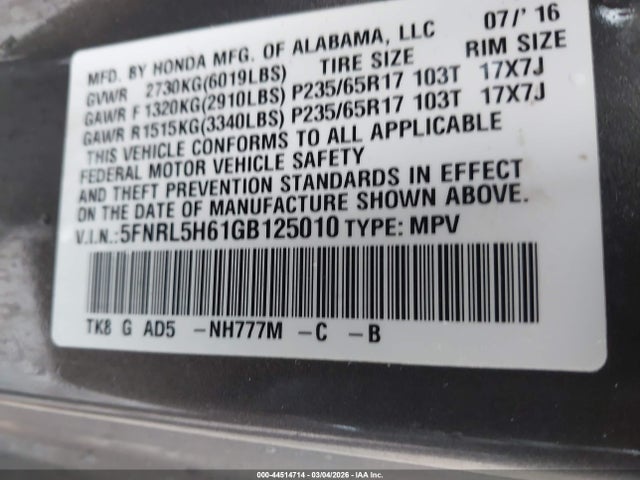 MFD. BY HONDA MFG. OF ALABAMA, LLC 07/' 16
GVWR 2730KG(6019LBS) TIRE SIZE RIM SIZE
GAWR F 1320KG(2910LBS) P235/65R17 103T 17X7J
GAWR R1515KG(3340LBS) P235/65R17 103T 17X7J
THIS VEHICLE CONFORMS TO ALL APPLICABLE
FEDERAL MOTOR VEHICLE SAFETY
AND THEFT PREVENTION STANDARDS IN EFFECT
ON THE DATE OF MANUFACTURE SHOWN ABOVE.
V.I.N.:5FNRL5H61GB125010 TYPE: MPV
TK8 G AD5 -NH777M -C -B
000-44514714 - 03/04/2026 - IAA Inc.